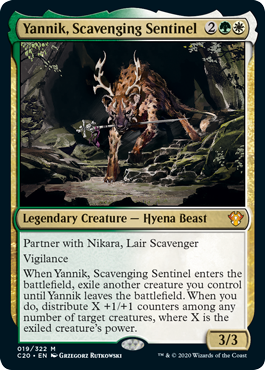 Yannik, Scavenging Sentinel 2
Legendary Creature — Hyena Beast
Partner with Nikara, Lair Scavenger
Vigilance
When Yannik, Scavenging Sentinel enters the
battlefield, exile another creature you
control until Yannik leaves the battlefield. When you
do, distribute X +1/+1 counters among any
number of target creatures, where X is the
exiled creature's power.
3/3
019/322 M
C20 • EN GRZEGORZ RUTKOWSKI
™ & © 2020 Wizards of the Coast